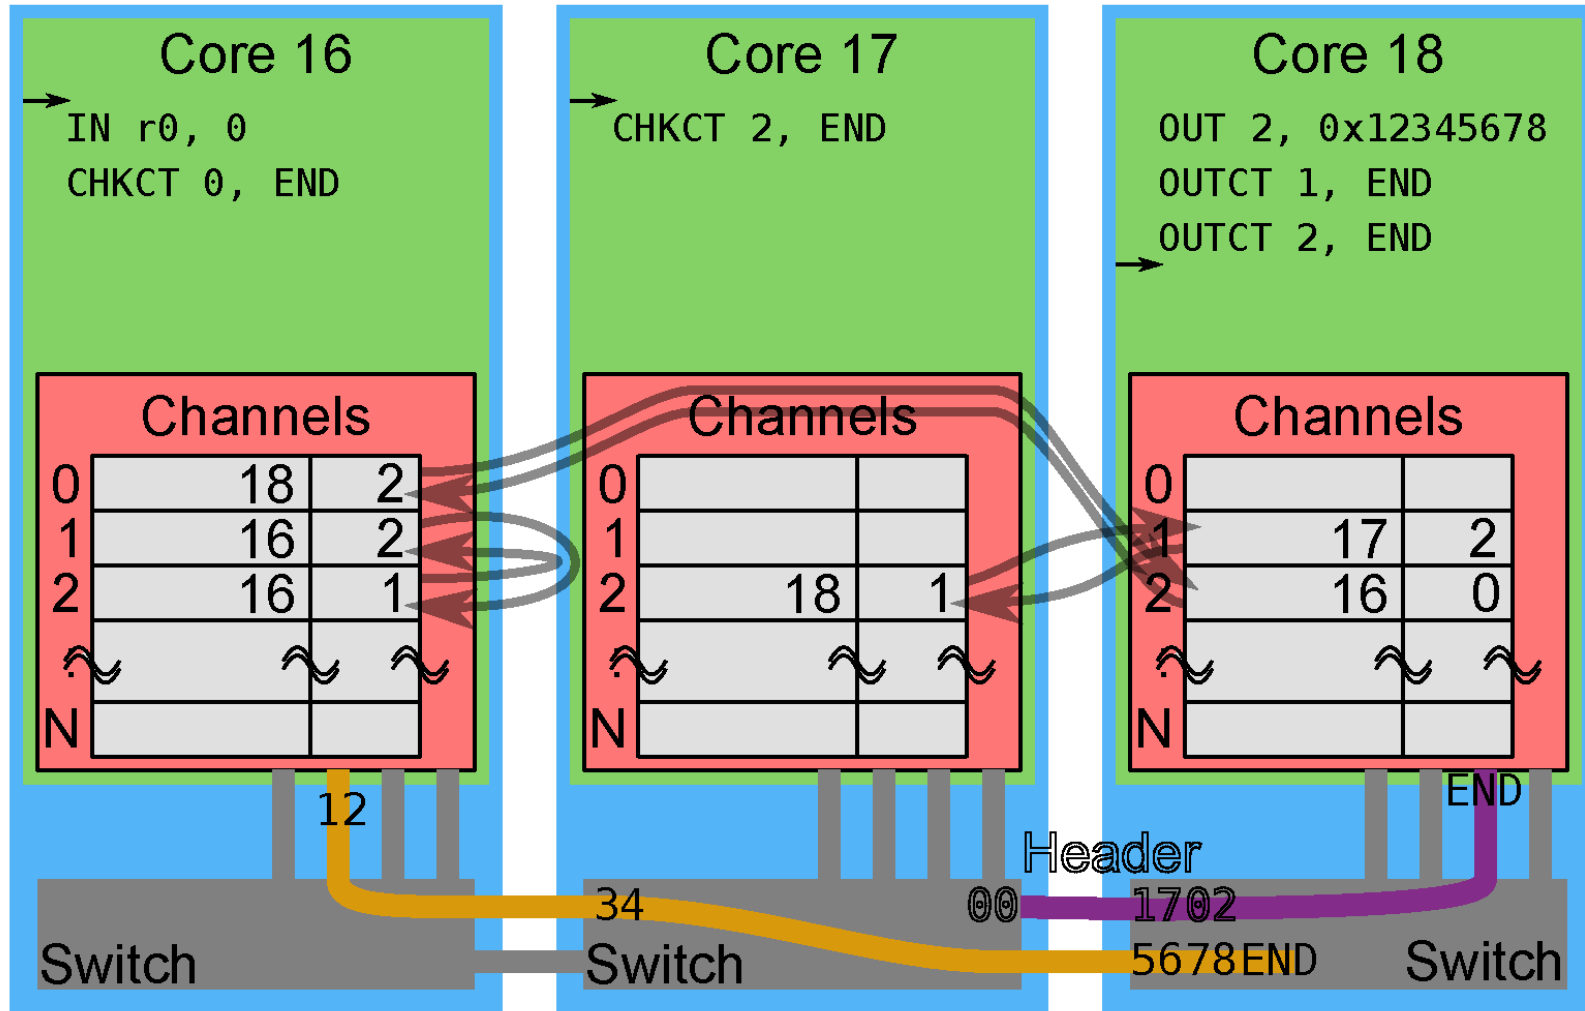 Core 16
IN r0, 0
CHKCT 0, END
Channels
0 18 2
1 16 2
2 16 1
:
N
12
Switch
Core 17
CHKCT 2, END
Channels
0
1
2 18 1
:
N
Header
34 00
Switch
Core 18
OUT 2, 0x12345678
OUTCT 1, END
OUTCT 2, END
Channels
0
1 17 2
2 16 0
:
N
END
1702
5678END
Switch